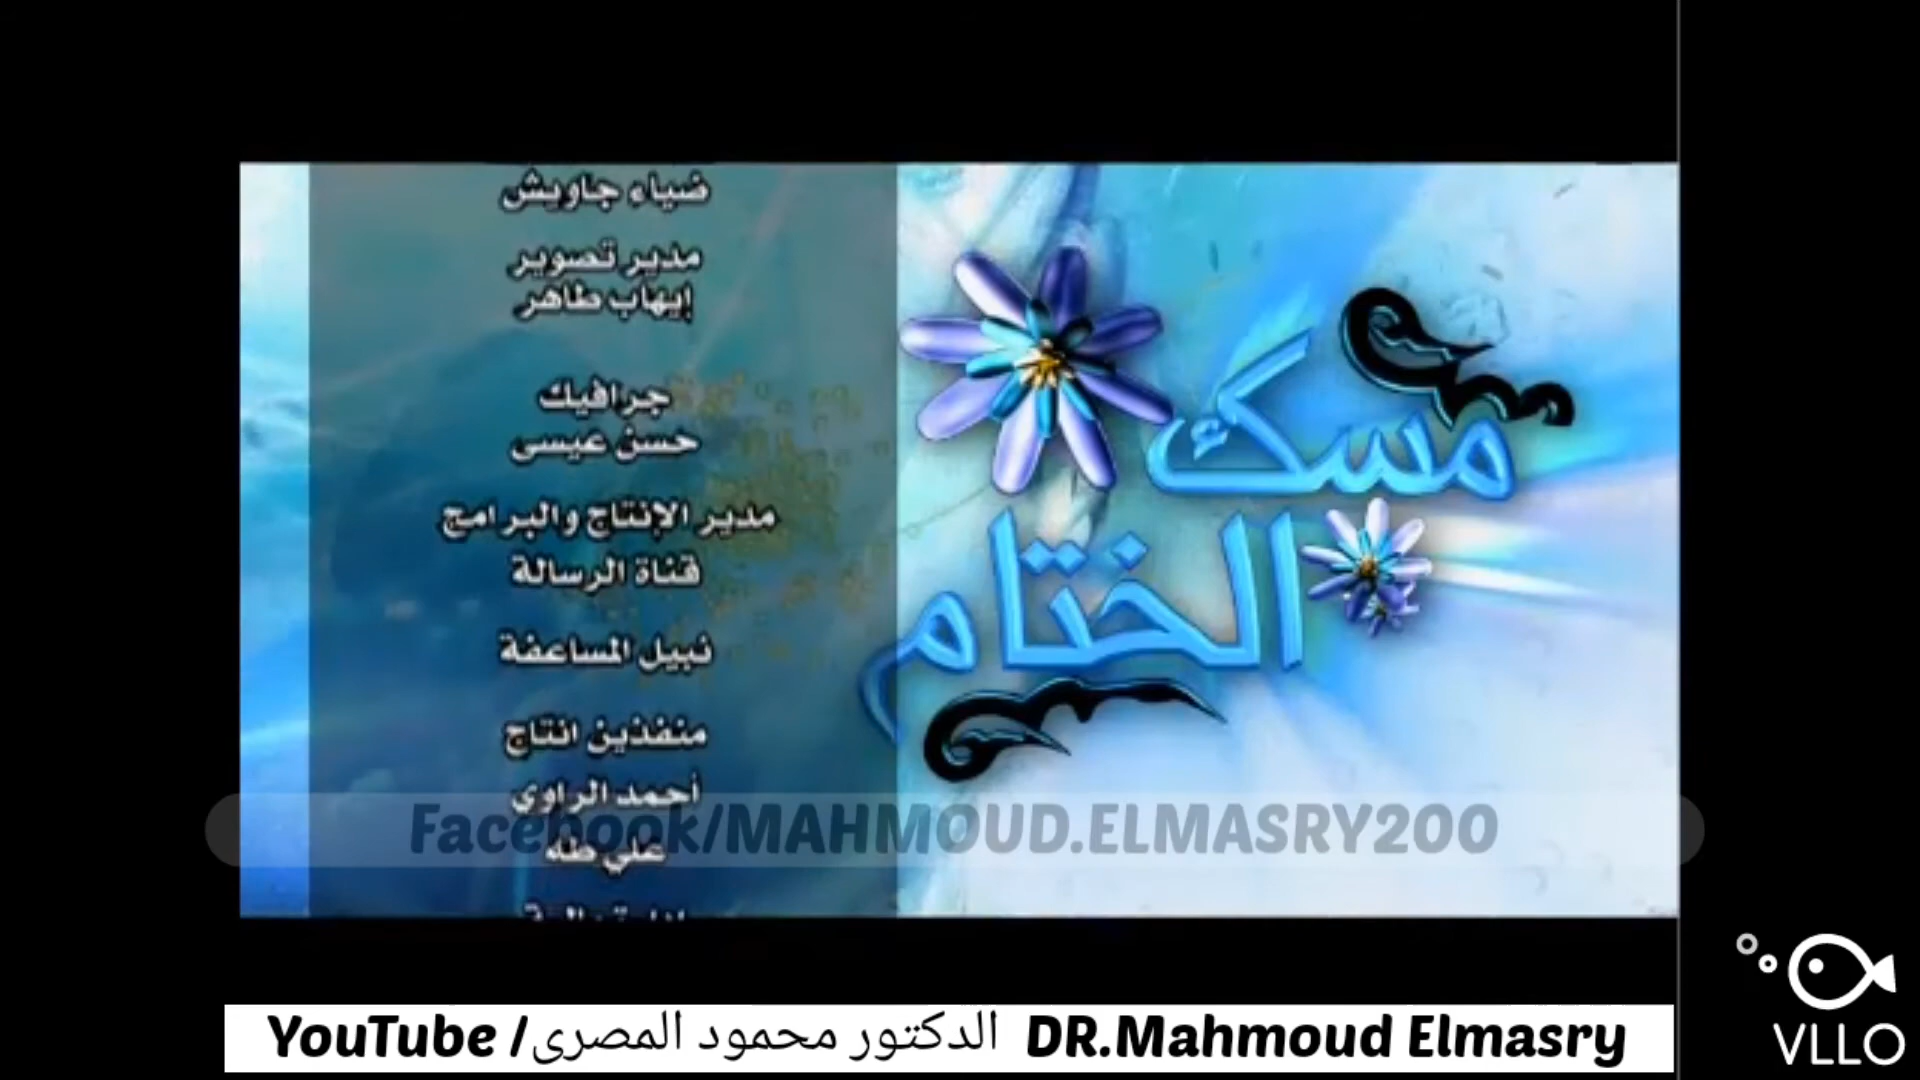 ضياء جاويش
مدير تصوير
إيهاب طاهر
جرافيك
حسن عيسى
مدير الإنتاج والبرامج
قناة الرسالة
نبيل المساعفة
منفذين انتاج
أحمد الراوي
علي طه
مسك
الختام
Facebook/MAHMOUD.ELMASRY200
YouTube / الدكتور محمود المصرى DR.Mahmoud Elmasry
VLLO